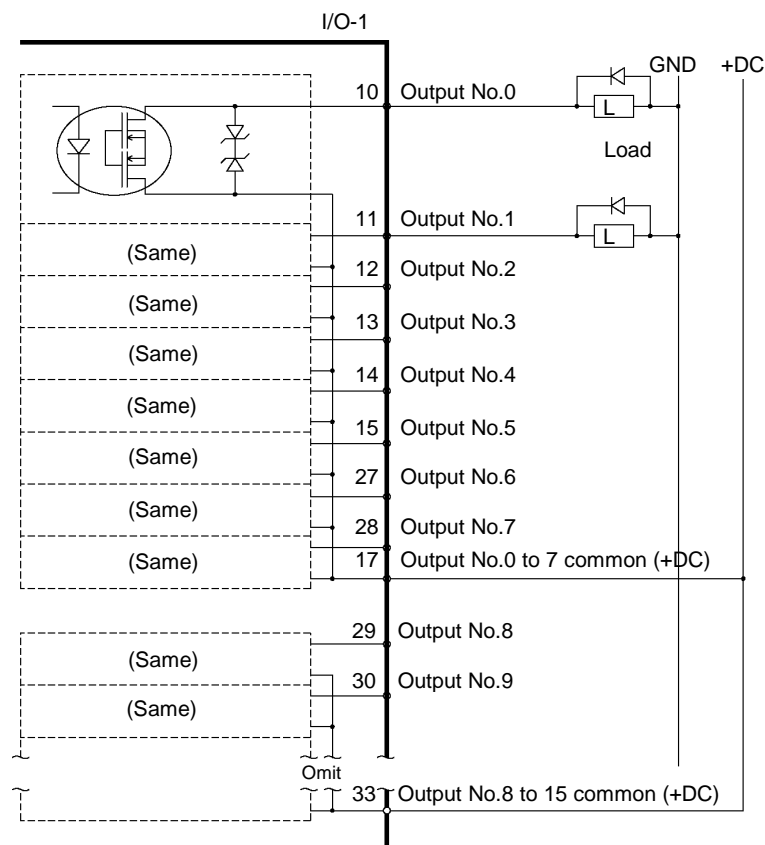 I/O-1
GND +DC
10 Output No.0
L
Load
11 Output No.1
L
(Same)
12 Output No.2
(Same)
13 Output No.3
(Same)
14 Output No.4
(Same)
15 Output No.5
(Same)
27 Output No.6
(Same)
28 Output No.7
(Same)
17 Output No.0 to 7 common (+DC)
29 Output No.8
(Same)
30 Output No.9
(Same)
Omit
33 Output No.8 to 15 common (+DC)